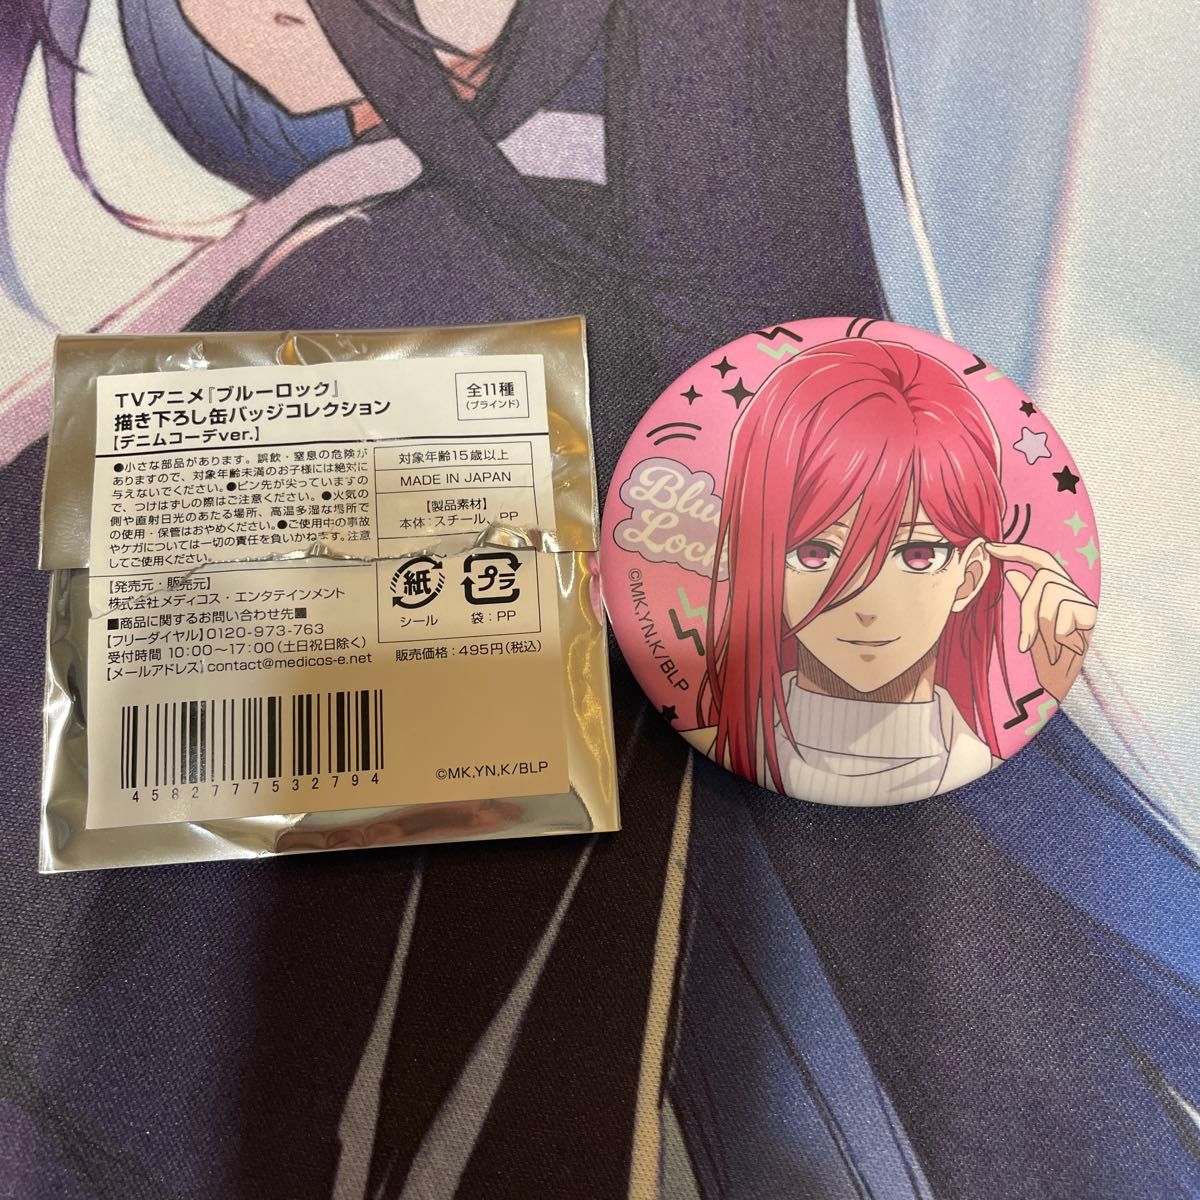 TVアニメ『ブルーロック』
描き下ろし缶バッジコレクション
【デニムコーデver.】
全11種
(ブラインド)
●小さな部品があります。誤飲・窒息の危険が
ありますので、対象年齢未満のお子様には絶対に
与えないでください。●ピン先が尖っていますの
で、つけはずしの際はご注意ください。●火気の
側や直射日光のあたる場所、高温多湿な場所で
の使用・保管はおやめください。●ご使用中の事故
やケガについては一切の責任を負いかねます。注意
してご使用ください。
対象年齢15歳以上
MADE IN JAPAN
【製品素材】
本体:スチール、PP
【発売元・販売元】
株式会社メディコス・エンタテインメント
■商品に関するお問い合わせ先■
【フリーダイヤル】0120-973-763
受付時間 10:00~17:00(土日祝日除く)
【メールアドレス】contact@medicos-e.net
紙
シール
プラ
袋:PP
販売価格:495円(税込)
4582777532794
©MK,YN,K/BLP
Blue
Lock
©MK,YN,K/BLP